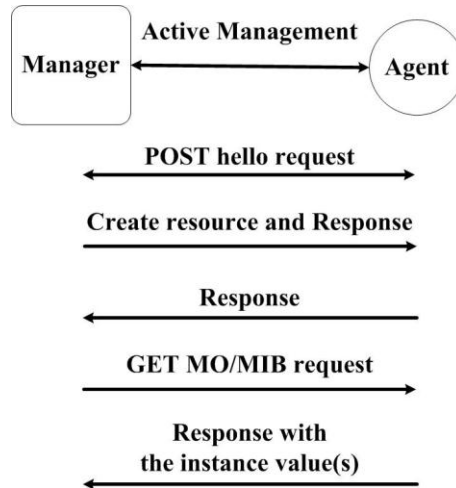 Active Management
Manager
Agent
POST hello request
Create resource and Response
Response
GET MO/MIB request
Response with
the instance value(s)